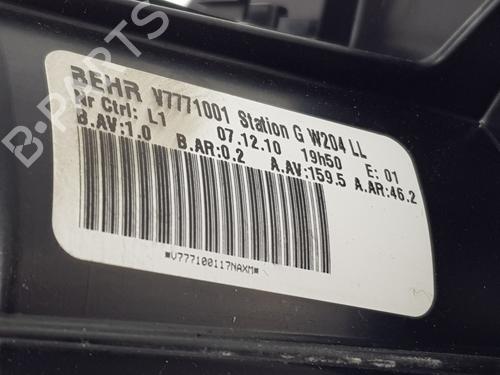 BEHR V7771001 Station G W204 LL
Nr Ctrl: L1 07.12.10 19h50 E: 01
B.AV:1.0 B.AR:0.2 A.AV:159.5 A.AR:46.2
*V777100117NAXM*
B-PARTS